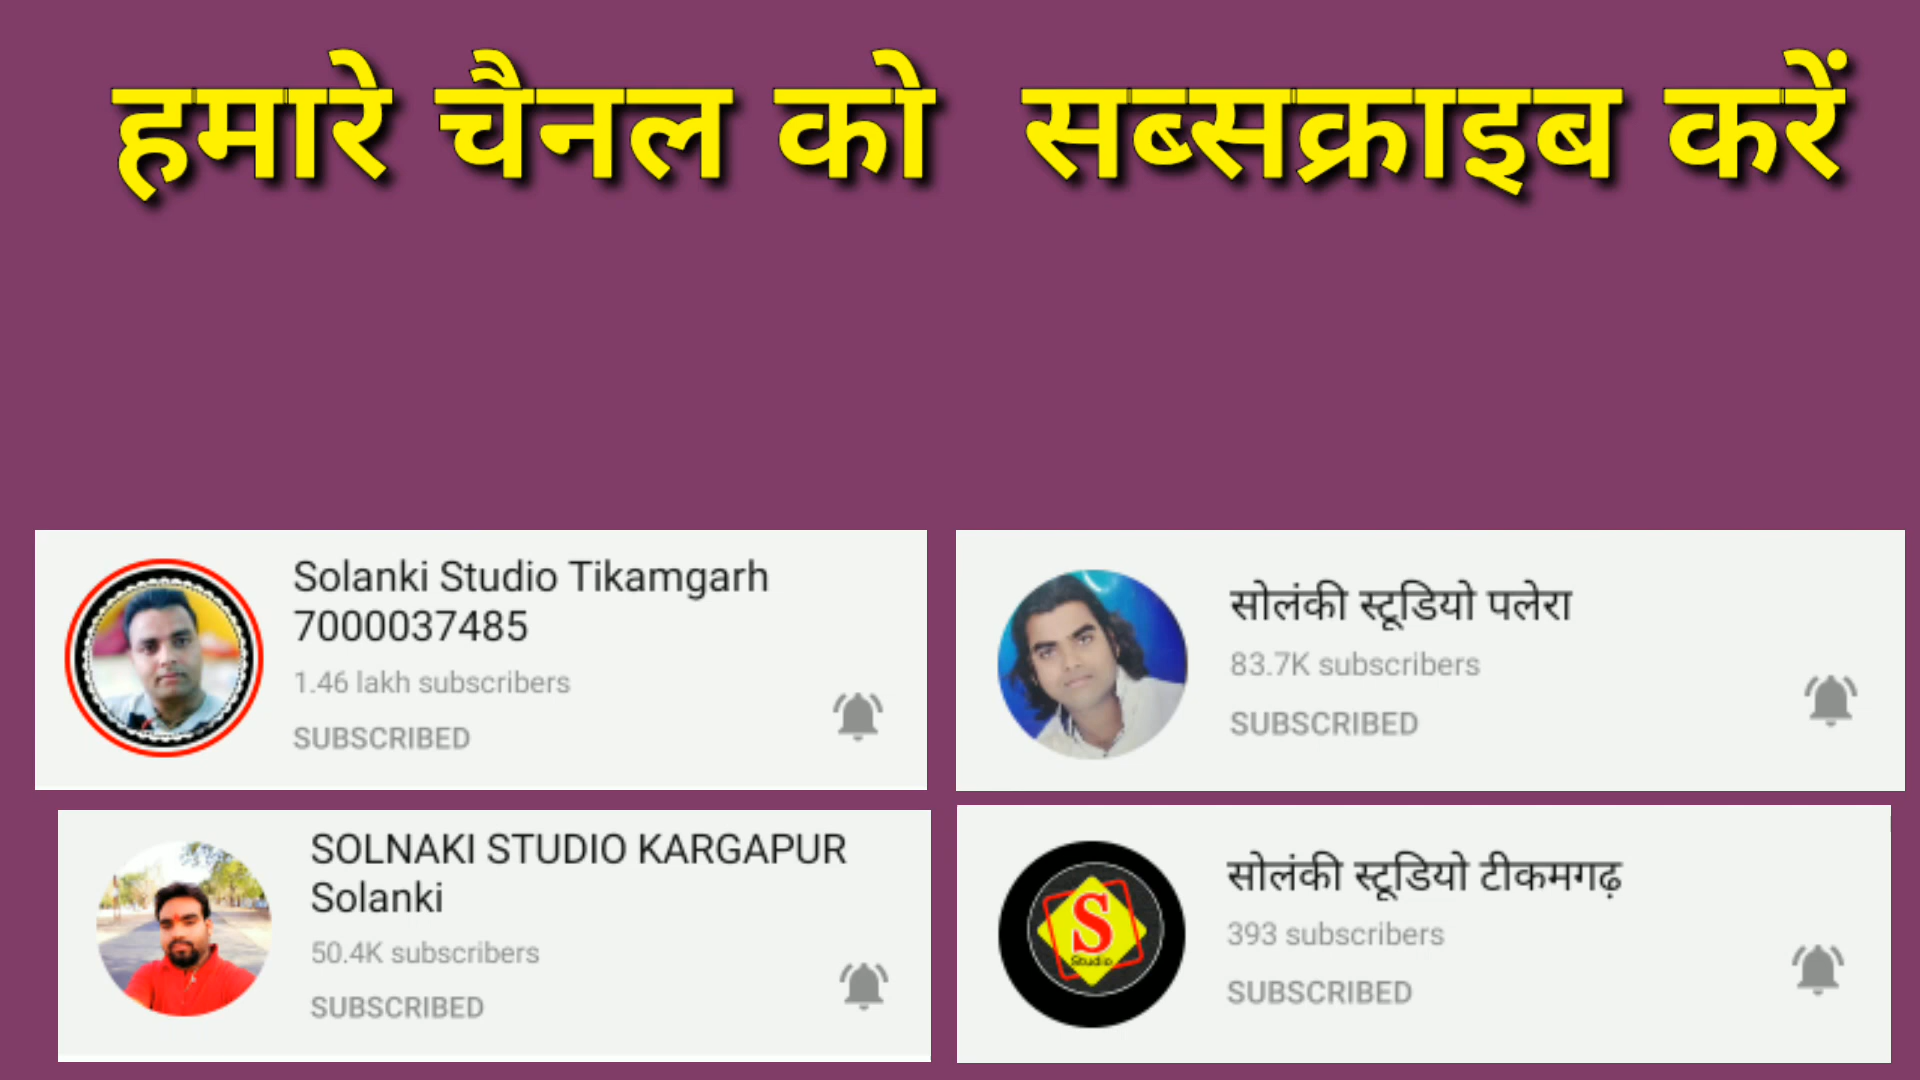 हमारे चैनल को सब्सक्राइब करें
Solanki Studio Tikamgarh
7000037485
1.46 lakh subscribers
SUBSCRIBED
सोलंकी स्टूडियो पलेरा
83.7K subscribers
SUBSCRIBED
SOLNAKI STUDIO KARGAPUR
Solanki
50.4K subscribers
SUBSCRIBED
S
Studio
सोलंकी स्टूडियो टीकमगढ़
393 subscribers
SUBSCRIBED